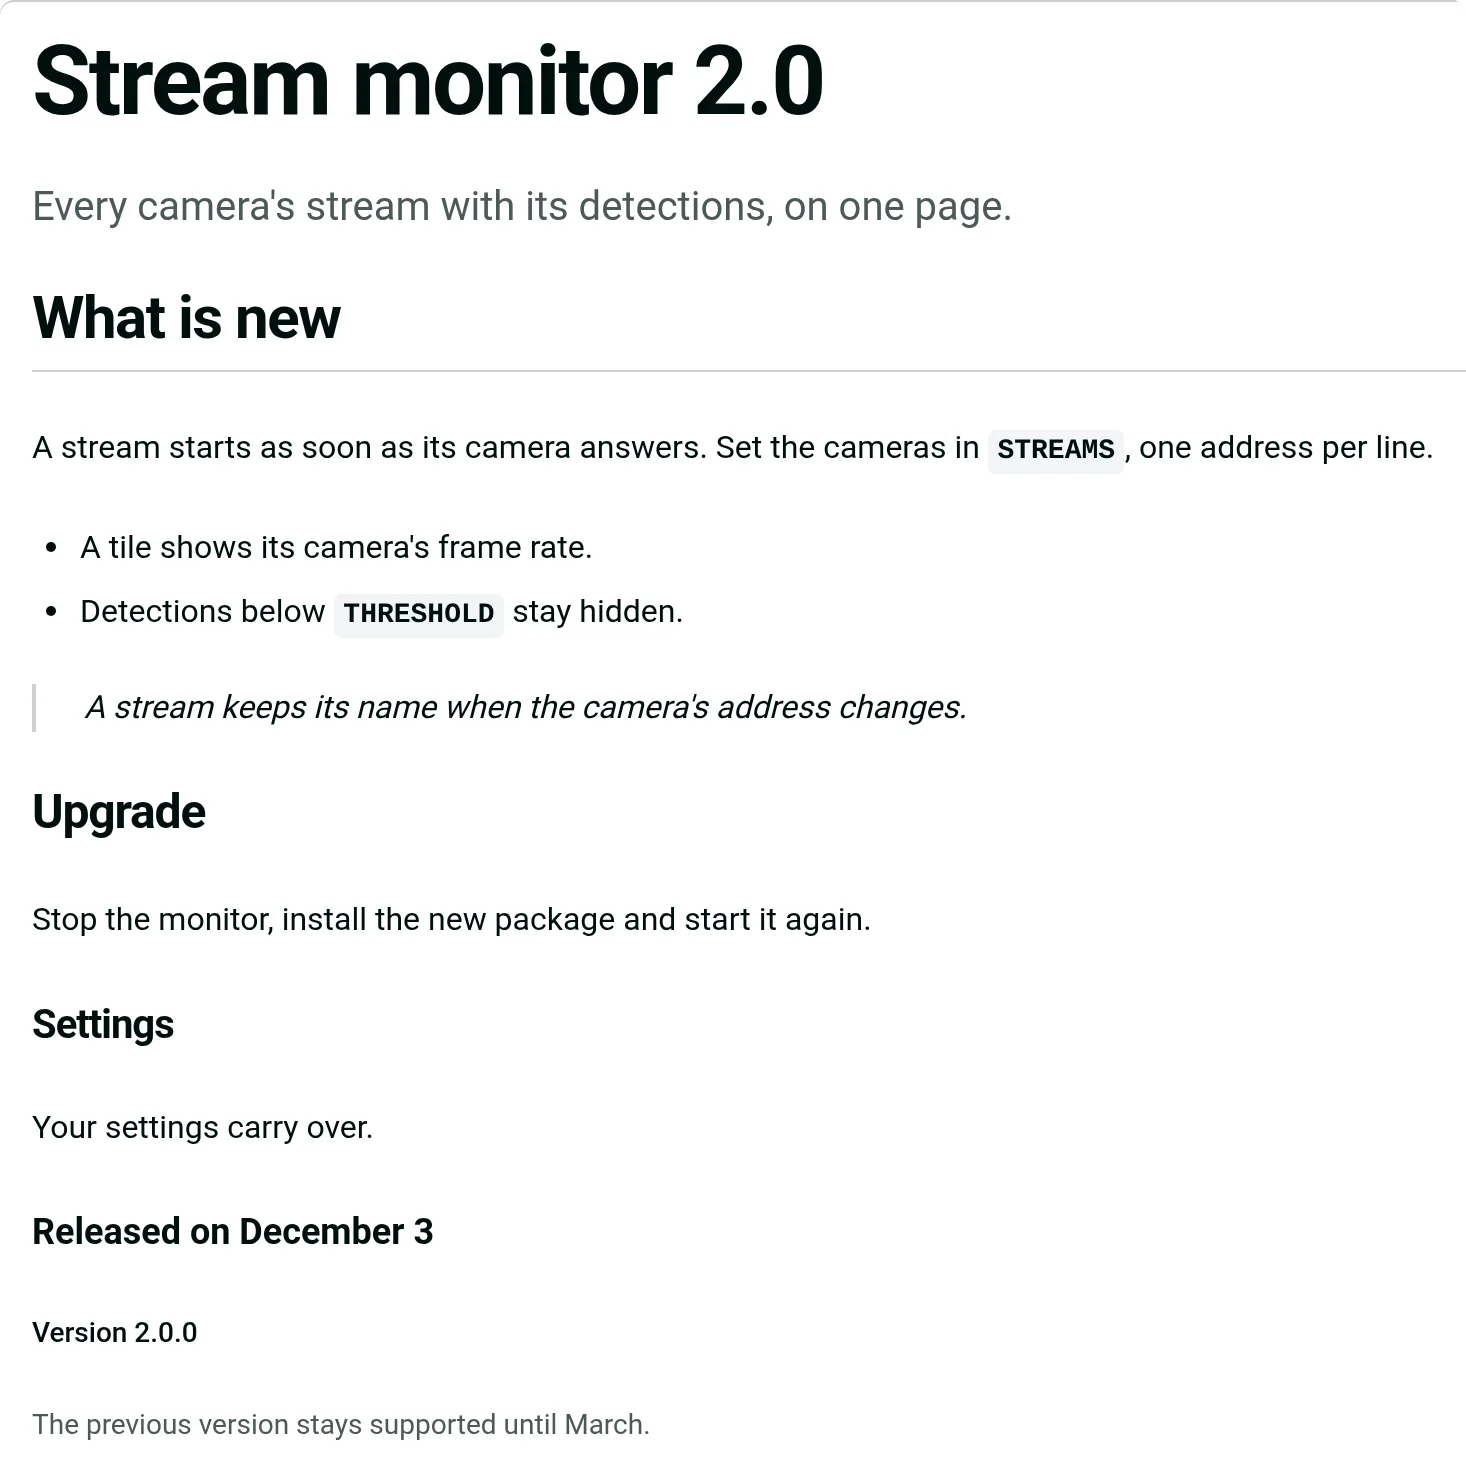 Stream monitor 2.0
Every camera's stream with its detections, on one page.
What is new
A stream starts as soon as its camera answers. Set the cameras in STREAMS, one address per line.
A tile shows its camera's frame rate.
Detections below THRESHOLD stay hidden.
A stream keeps its name when the camera's address changes.
Upgrade
Stop the monitor, install the new package and start it again.
Settings
Your settings carry over.
Released on December 3
Version 2.0.0
The previous version stays supported until March.